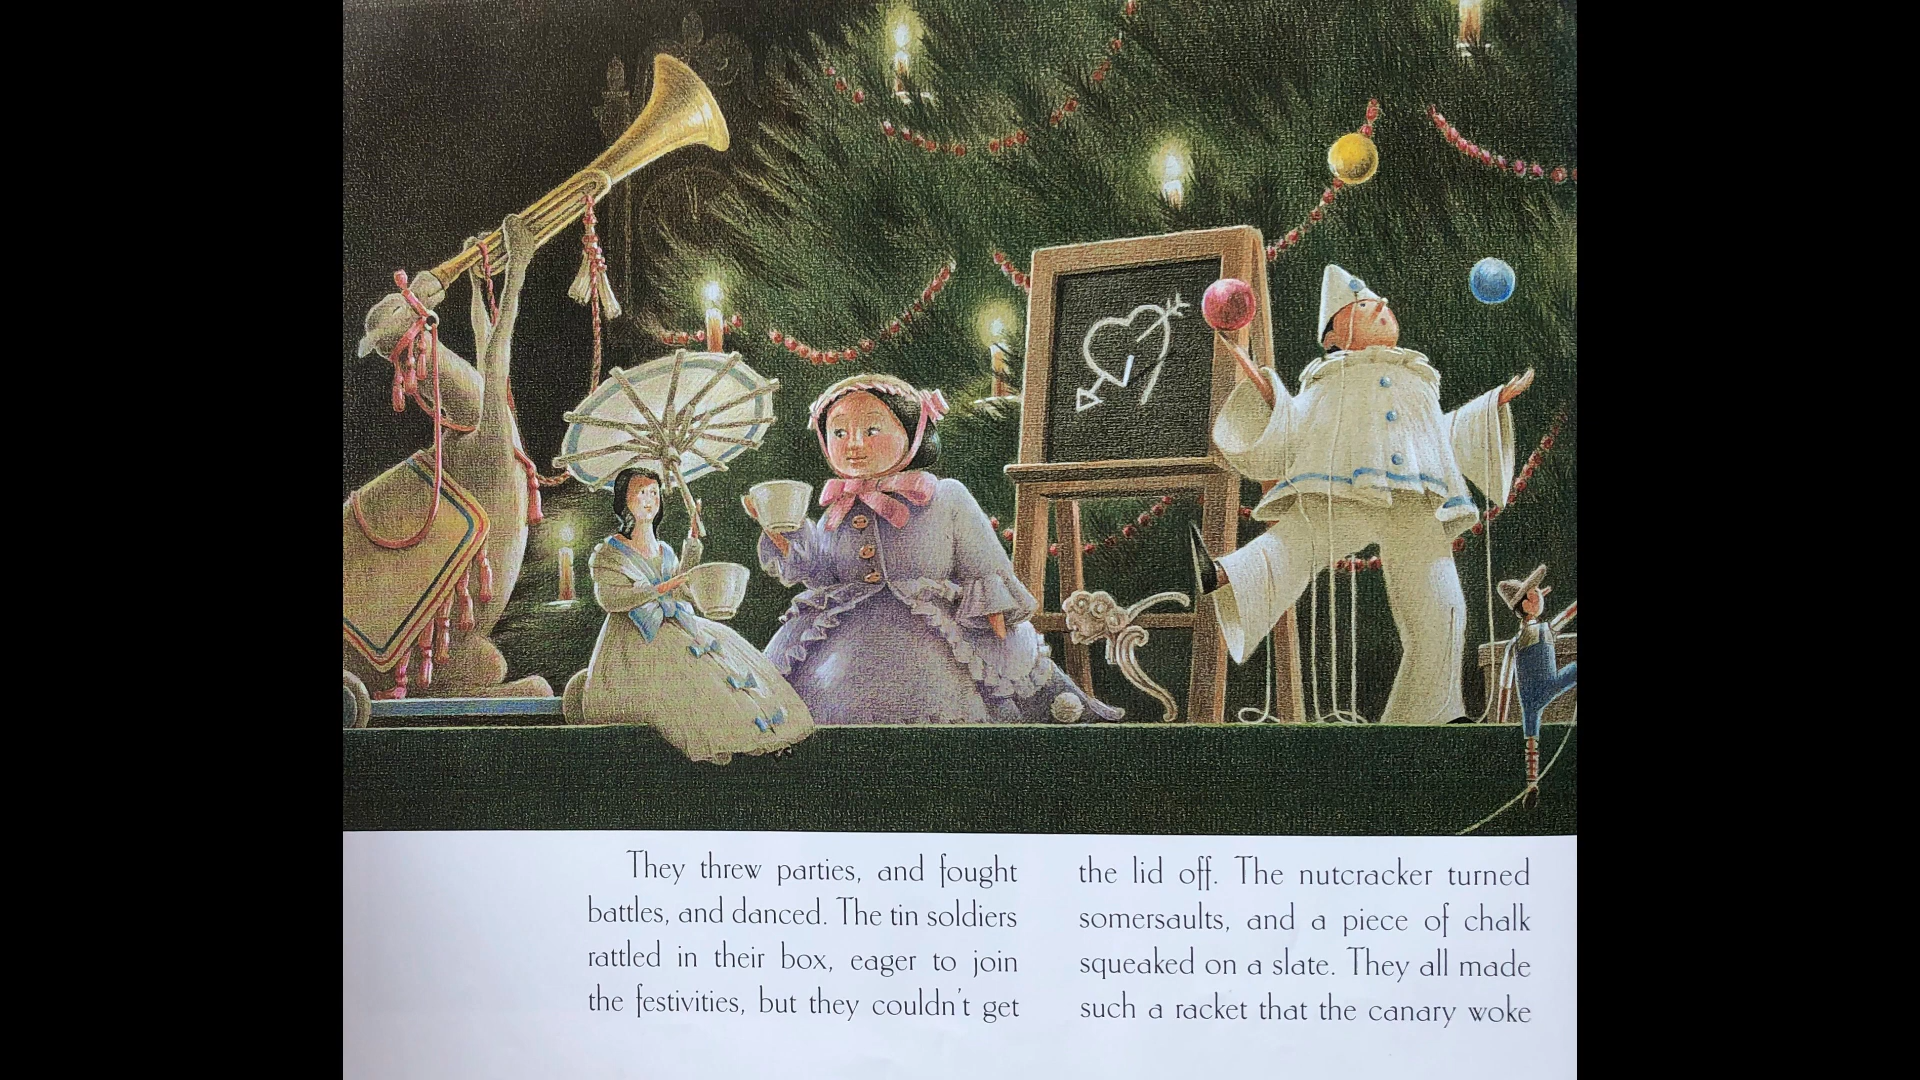 They threw parties, and fought
battles, and danced. The tin soldiers
rattled in their box, eager to join
the festivities, but they couldn't get
the lid off. The nutcracker turned
somersaults, and a piece of chalk
squeaked on a slate. They all made
such a racket that the canary woke